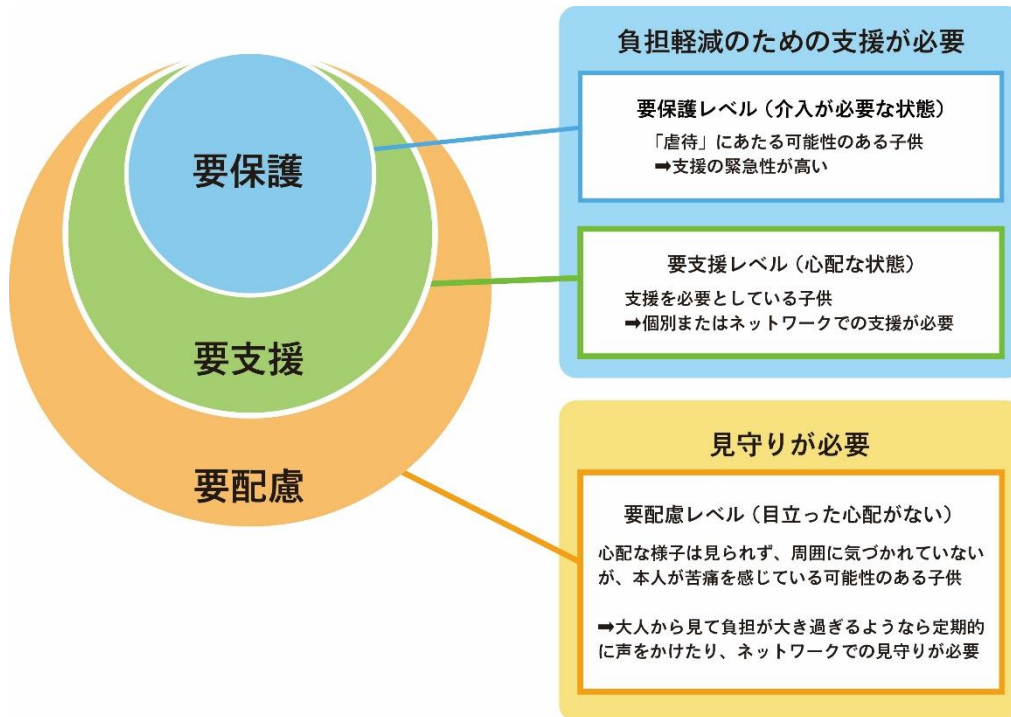 要保護
要支援
要配慮
負担軽減のための支援が必要
要保護レベル（介入が必要な状態）
「虐待」にあたる可能性のある子供
➡支援の緊急性が高い
要支援レベル（心配な状態）
支援を必要としている子供
➡個別またはネットワークでの支援が必要
見守りが必要
要配慮レベル（目立った心配がない）
心配な様子は見られず、周囲に気づかれていない
が、本人が苦痛を感じている可能性のある子供
➡大人から見て負担が大き過ぎるようなら定期的
に声をかけたり、ネットワークでの見守りが必要